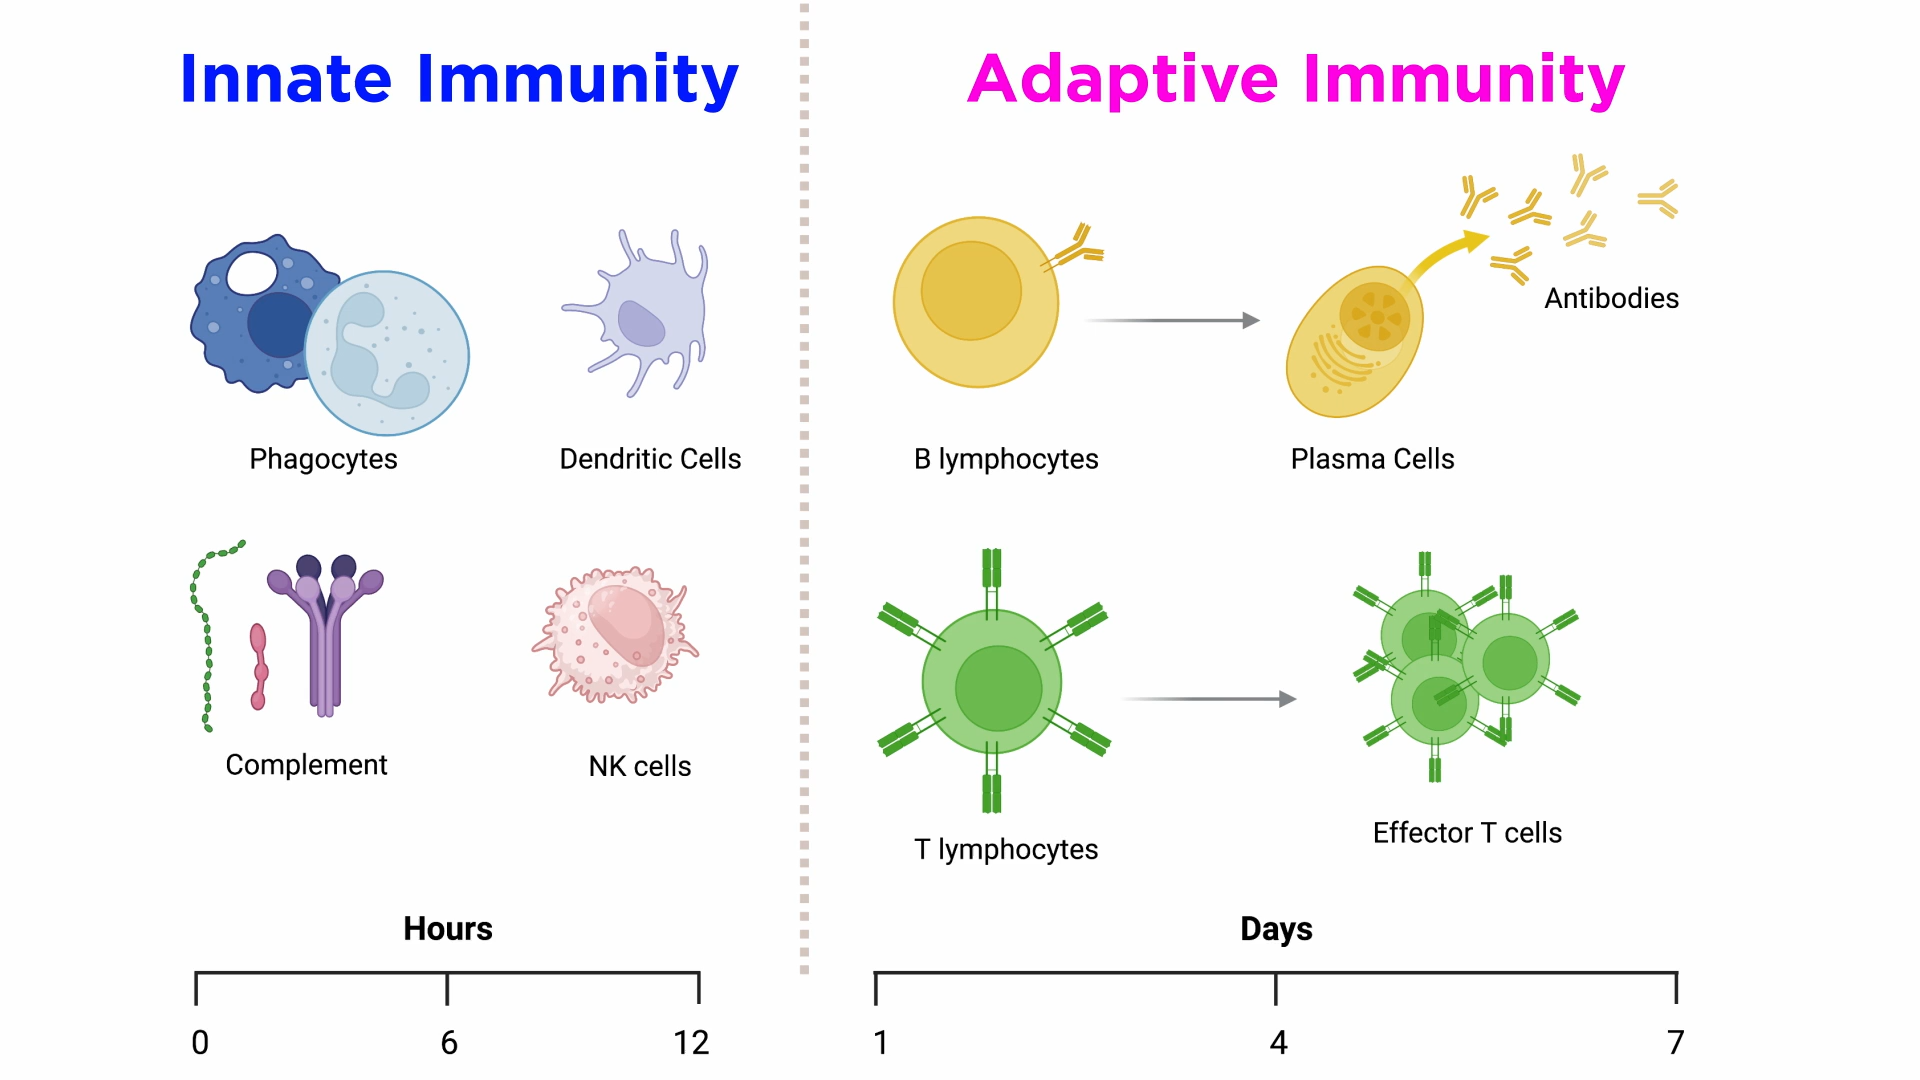 Innate Immunity
Adaptive Immunity
Phagocytes
Dendritic Cells
Complement
NK cells
Hours
0
6
12
Antibodies
B lymphocytes
Plasma Cells
T lymphocytes
Effector T cells
Days
1
4
7